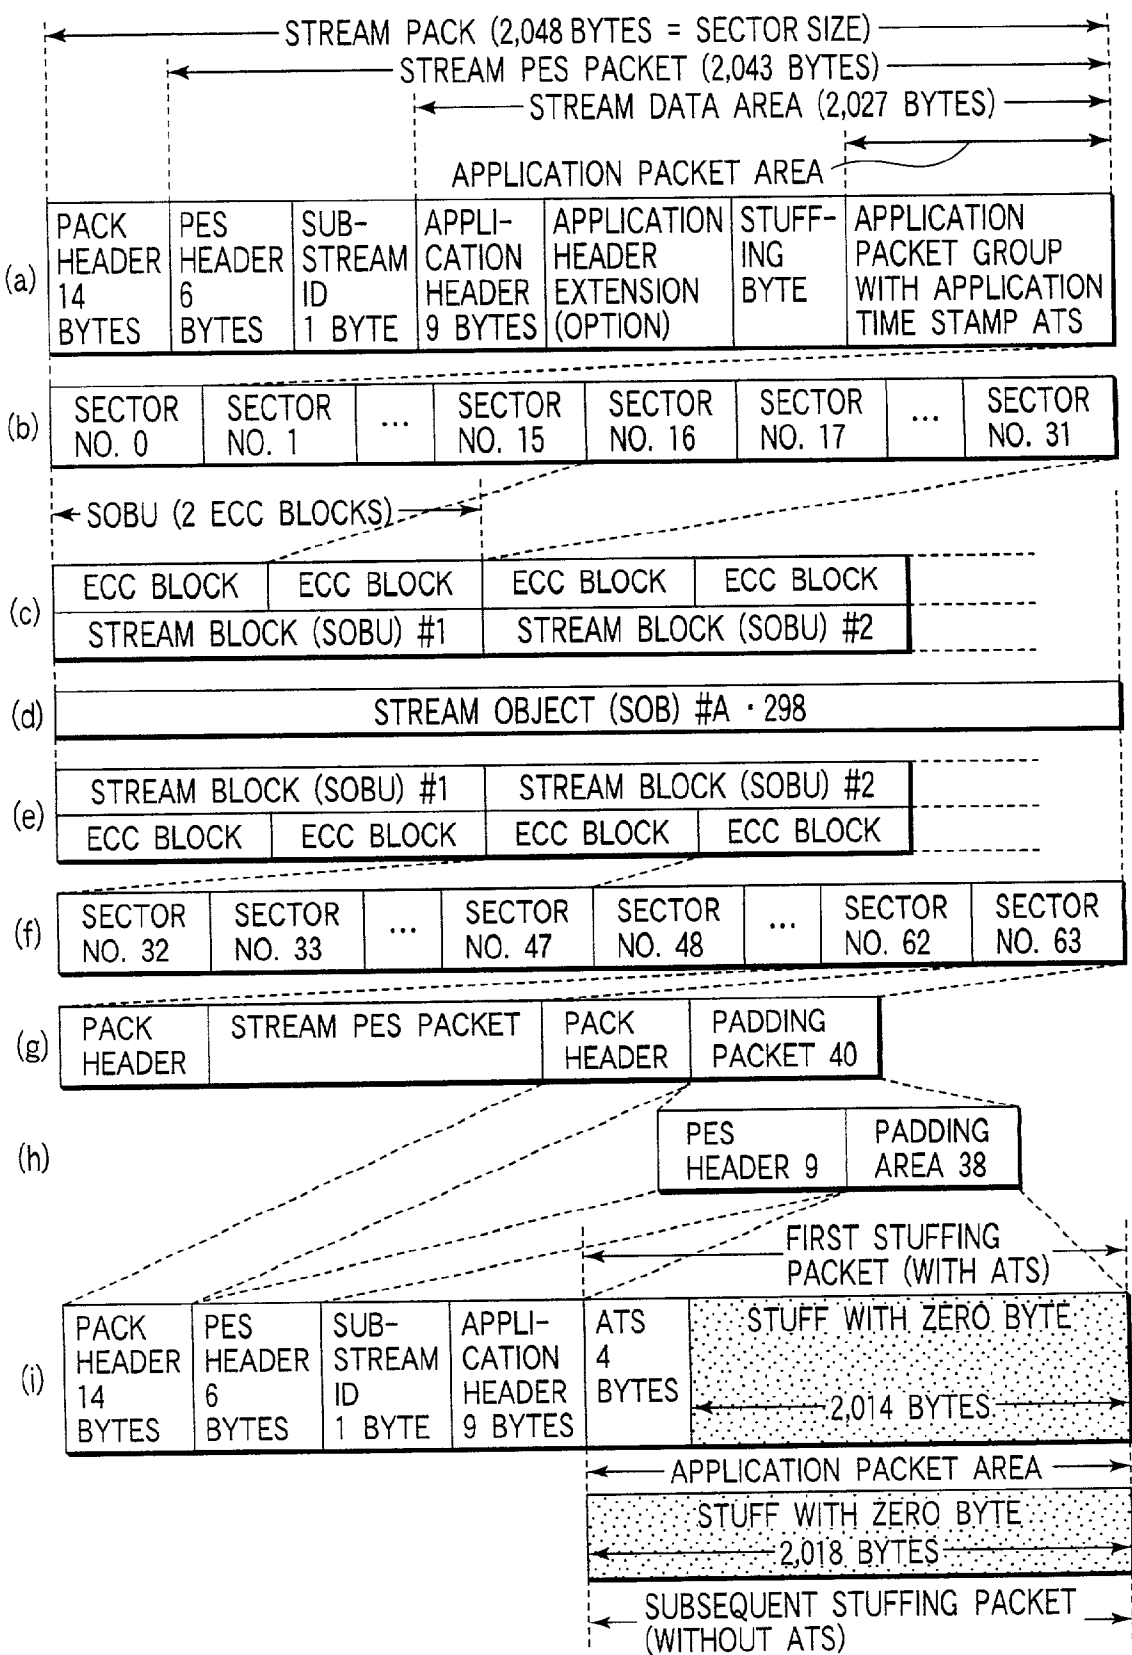 STREAM PACK (2,048 BYTES = SECTOR SIZE)
STREAM PES PACKET (2,043 BYTES)
STREAM DATA AREA (2,027 BYTES)
APPLICATION PACKET AREA
(a)
PACK
HEADER
14
BYTES
PES
HEADER
6
BYTES
SUB-
STREAM
ID
1 BYTE
APPLI-
CATION
HEADER
9 BYTES
APPLICATION
HEADER
EXTENSION
(OPTION)
STUFF-
ING
BYTE
APPLICATION
PACKET GROUP
WITH APPLICATION
TIME STAMP ATS
(b)
SECTOR
NO. 0
SECTOR
NO. 1
...
SECTOR
NO. 15
SECTOR
NO. 16
SECTOR
NO. 17
...
SECTOR
NO. 31
SOBU (2 ECC BLOCKS)
(c)
ECC BLOCK
ECC BLOCK
ECC BLOCK
ECC BLOCK
STREAM BLOCK (SOBU) #1
STREAM BLOCK (SOBU) #2
(d)
STREAM OBJECT (SOB) #A · 298
(e)
STREAM BLOCK (SOBU) #1
STREAM BLOCK (SOBU) #2
ECC BLOCK
ECC BLOCK
ECC BLOCK
ECC BLOCK
(f)
SECTOR
NO. 32
SECTOR
NO. 33
...
SECTOR
NO. 47
SECTOR
NO. 48
...
SECTOR
NO. 62
SECTOR
NO. 63
(g)
PACK
HEADER
STREAM PES PACKET
PACK
HEADER
PADDING
PACKET 40
(h)
PES
HEADER 9
PADDING
AREA 38
FIRST STUFFING
PACKET (WITH ATS)
(i)
PACK
HEADER
14
BYTES
PES
HEADER
6
BYTES
SUB-
STREAM
ID
1 BYTE
APPLI-
CATION
HEADER
9 BYTES
ATS
4
BYTES
STUFF WITH ZERO BYTE
2,014 BYTES
APPLICATION PACKET AREA
STUFF WITH ZERO BYTE
2,018 BYTES
SUBSEQUENT STUFFING PACKET
(WITHOUT ATS)